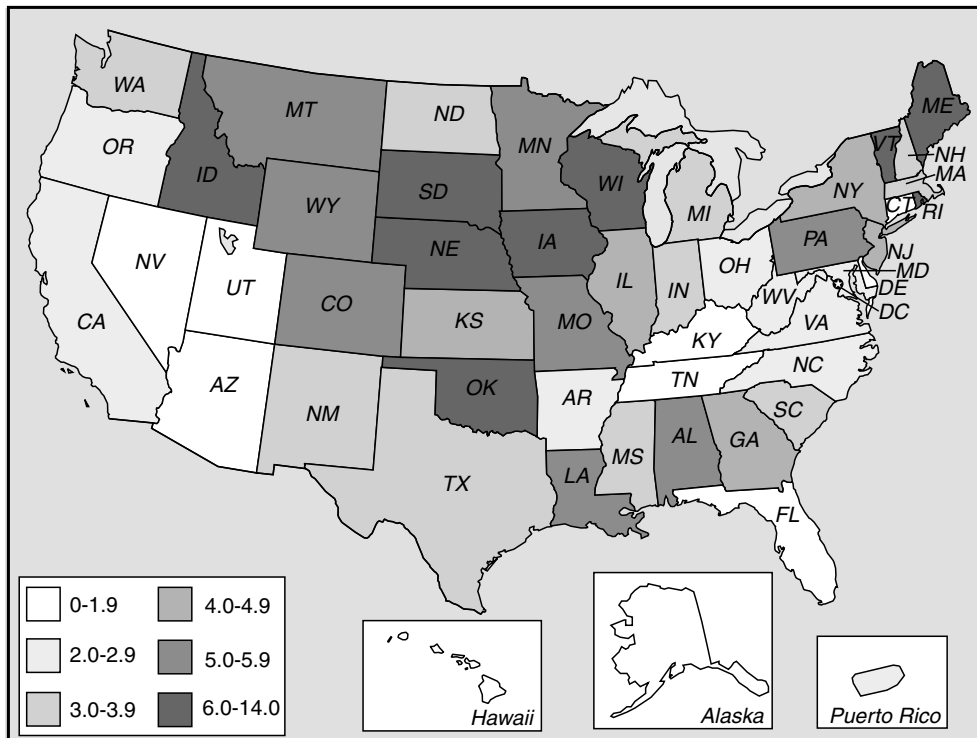 WA
MT
ND
ME
OR
MN
VT
NH
ID
SD
WI
MA
WY
NY
CT
RI
MI
IA
PA
NE
NJ
NV
OH
MD
UT
IL
IN
DE
CO
WV
DC
CA
KS
MO
VA
KY
NC
TN
AZ
OK
AR
NM
SC
AL
GA
MS
TX
LA
FL
0-1.9
4.0-4.9
2.0-2.9
5.0-5.9
3.0-3.9
6.0-14.0
Hawaii
Alaska
Puerto Rico